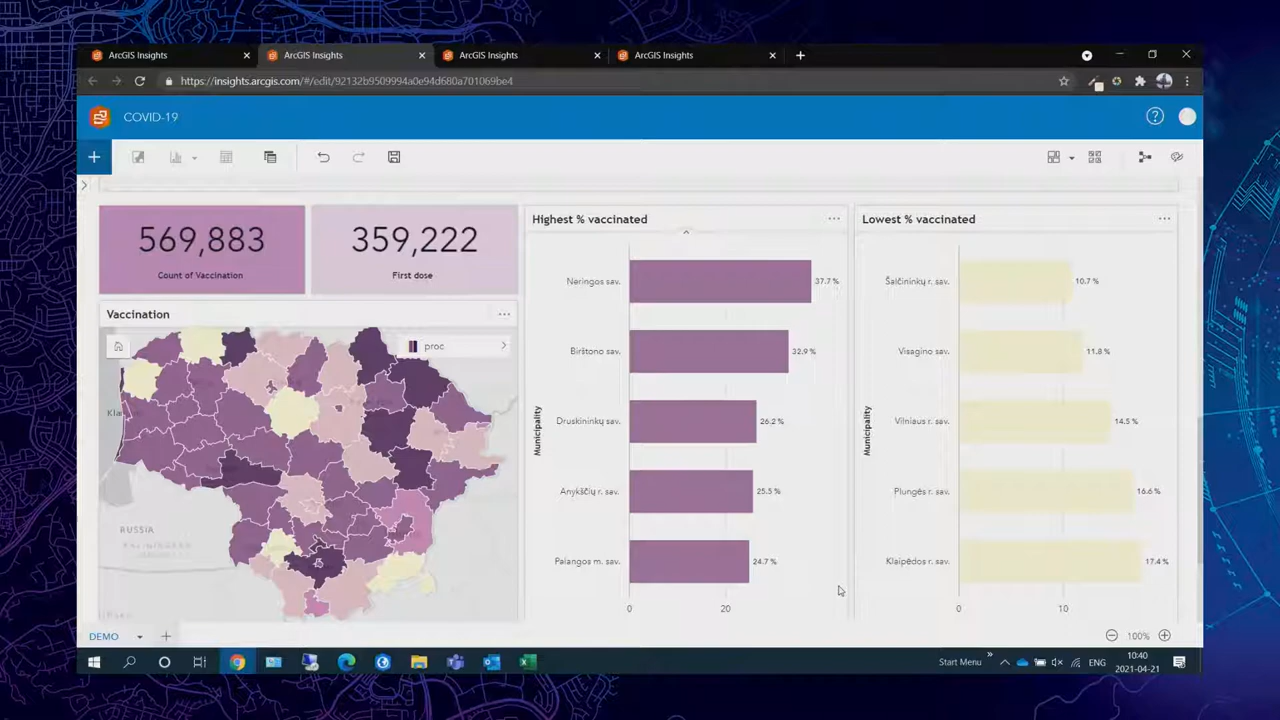 ArcGIS Insights
ArcGIS Insights
ArcGIS Insights
ArcGIS Insights
https://insights.arcgis.com/#/edit/92132b9509994a0e94d680a701069be4
COVID-19
569,883
Count of Vaccination
359,222
First dose
Vaccination
proc
Kla
RUSSIA
Highest % vaccinated
Municipality
Neringos sav.
37.7 %
Birštono sav.
32.9 %
Druskininkų sav.
26.2 %
Anykščių r. sav.
25.5 %
Palangos m. sav.
24.7 %
0
20
Lowest % vaccinated
Municipality
Šalčininkų r. sav.
10.7 %
Visagino sav.
11.8 %
Vilniaus r. sav.
14.5 %
Plungės r. sav.
16.6 %
Klaipėdos r. sav.
17.4 %
0
10
DEMO
100%
Start Menu
ENG
10:40
2021-04-21